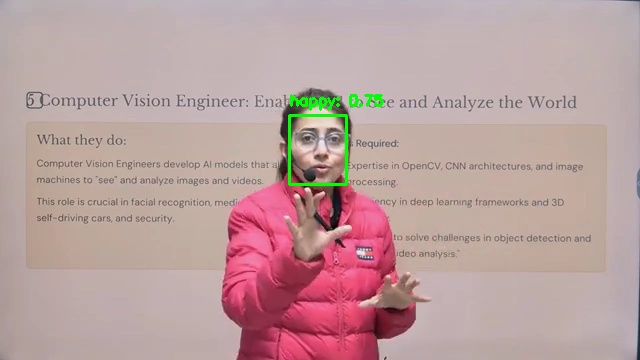 5 Computer Vision Engineer: Ena and Analyze the World
happy: 0.75
What they do:
Required:
Computer Vision Engineers develop AI models that
Expertise in OpenCV, CNN architectures, and image
machines to "see" and analyze images and videos.
processing.
This role is crucial in facial recognition,
in deep learning frameworks and 3D
self-driving cars, and security.
to solve challenges in object detection and
analysis."